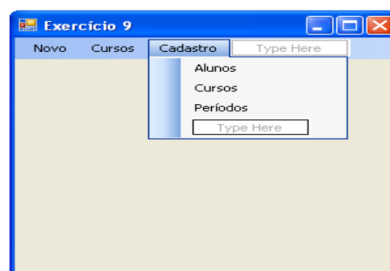 Exercício 9
Novo Cursos Cadastro Type Here
Alunos
Cursos
Períodos
Type Here